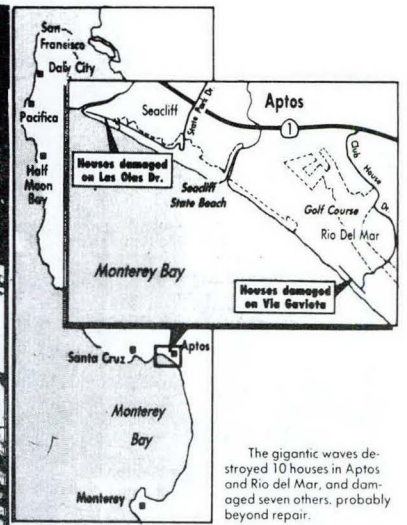 San
Francisco
Daly City
Pacifica
Half
Moon
Bay
Seacliff
State Park Dr
Aptos
1
Club House Dr
Houses damaged
on Las Olas Dr.
Seacliff
State Beach
Golf Course
Rio Del Mar
Monterey Bay
Houses damaged
on Via Gaviota
Santa Cruz
Aptos
Monterey
Bay
Monterey
The gigantic waves de-
stroyed 10 houses in Aptos
and Rio del Mar, and dam-
aged seven others, probably
beyond repair.